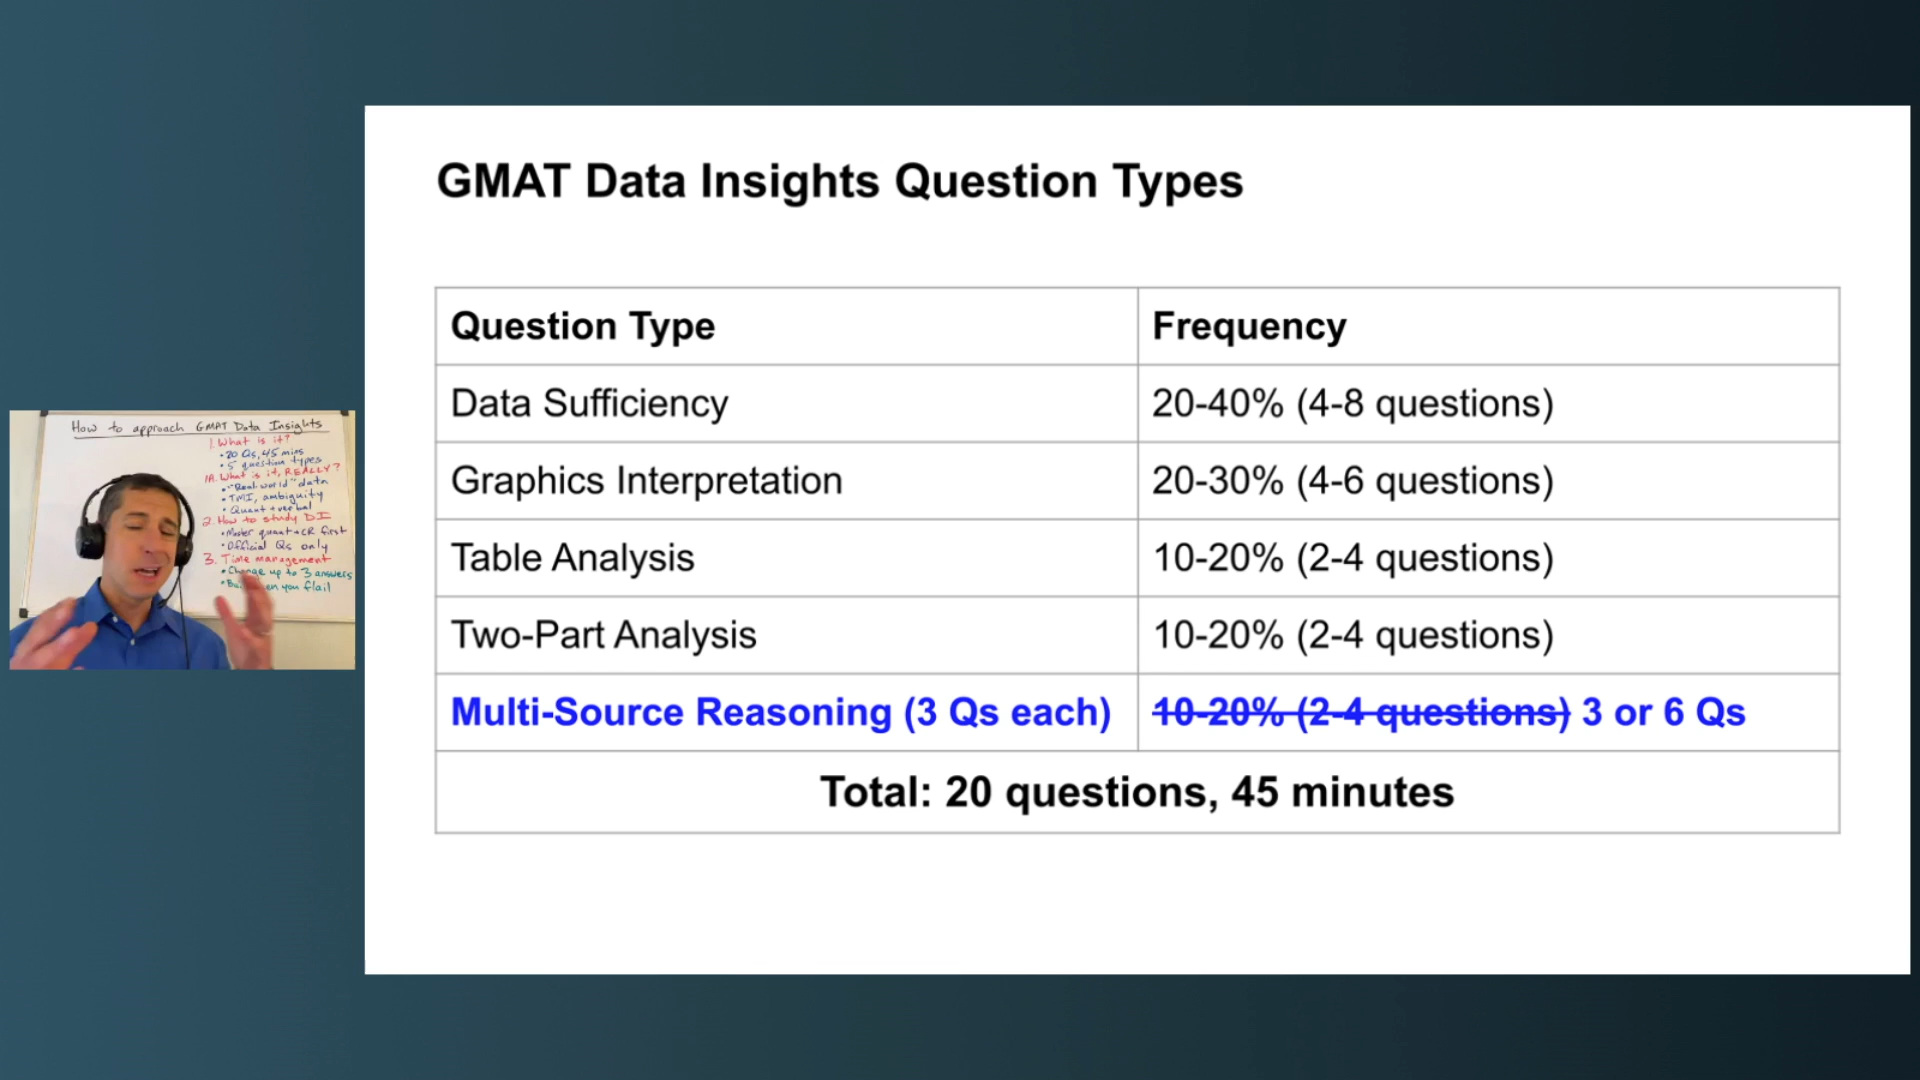 How to approach GMAT Data Insights
1. What is it?
• 20 Qs, 45 mins
• 5 question types
1A. What is it, REALLY?
• "Real world" data
• TMI, ambiguity
• Quant + verbal
2. How to study DI
• Master quant + CR first
• Official Qs only
3. Time management
• Change up to 3 answers
en you flail
GMAT Data Insights Question Types
Question Type Frequency
Data Sufficiency 20-40% (4-8 questions)
Graphics Interpretation 20-30% (4-6 questions)
Table Analysis 10-20% (2-4 questions)
Two-Part Analysis 10-20% (2-4 questions)
Multi-Source Reasoning (3 Qs each) 10-20% (2-4 questions) 3 or 6 Qs
Total: 20 questions, 45 minutes